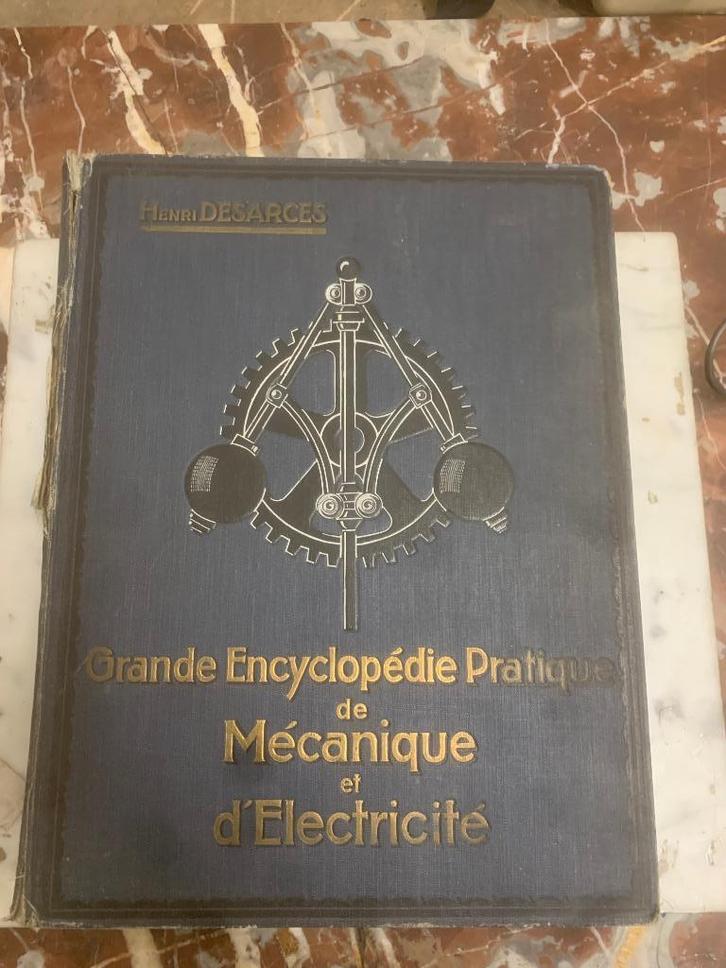 HENRI DESARCES
Grande Encyclopédie Pratique
de
Mécanique
et
d'Electricité